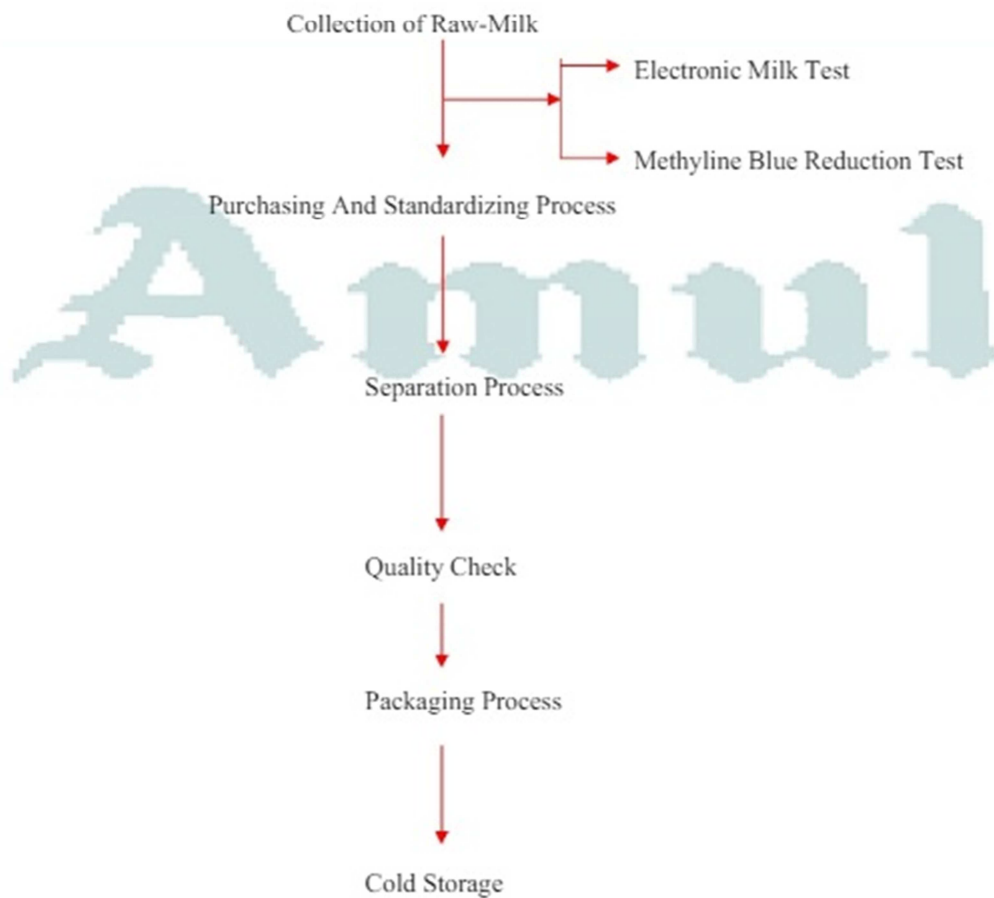 Collection of Raw-Milk
Electronic Milk Test
Methyline Blue Reduction Test
Purchasing And Standardizing Process
Amul
Separation Process
Quality Check
Packaging Process
Cold Storage